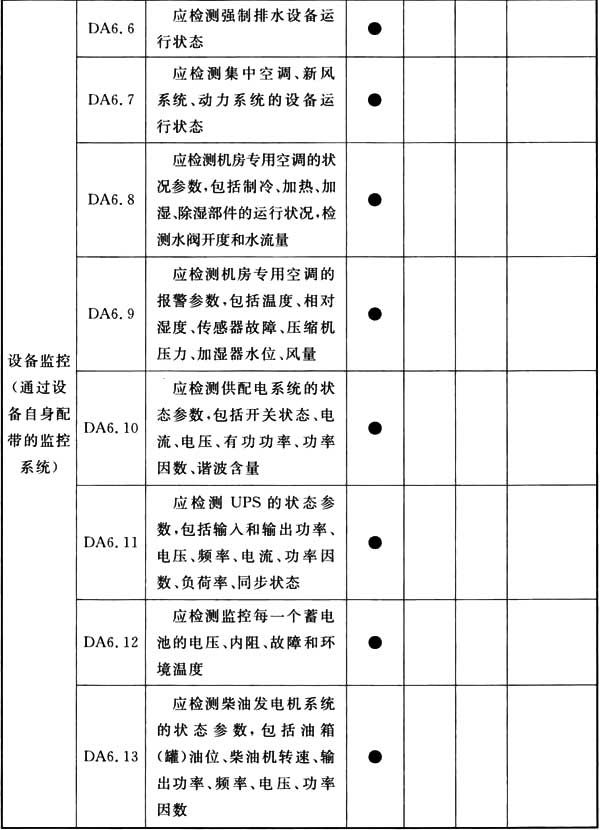 设备监控
(通过设
备自身配
带的监控
系统)
DA6.6
应检测强制排水设备运
行状态
●
DA6.7
应检测集中空调、新风
系统、动力系统的设备运
行状态
●
DA6.8
应检测机房专用空调的状
况参数,包括制冷、加热、加
湿、除湿部件的运行状况,检
测水阀开度和水流量
●
DA6.9
应检测机房专用空调的
报警参数,包括温度、相对
湿度、传感器故障、压缩机
压力、加湿器水位、风量
●
DA6.10
应检测供配电系统的状
态参数,包括开关状态、电
流、电压、有功功率、功率
因数、谐波含量
●
DA6.11
应检测 UPS 的状态参
数,包括输入和输出功率、
电压、频率、电流、功率因
数、负荷率、同步状态
●
DA6.12
应检测监控每一个蓄电
池的电压、内阻、故障和环
境温度
●
DA6.13
应检测柴油发电机系统
的状态参数,包括油箱
(罐)油位、柴油机转速、输
出功率、频率、电压、功率
因数
●